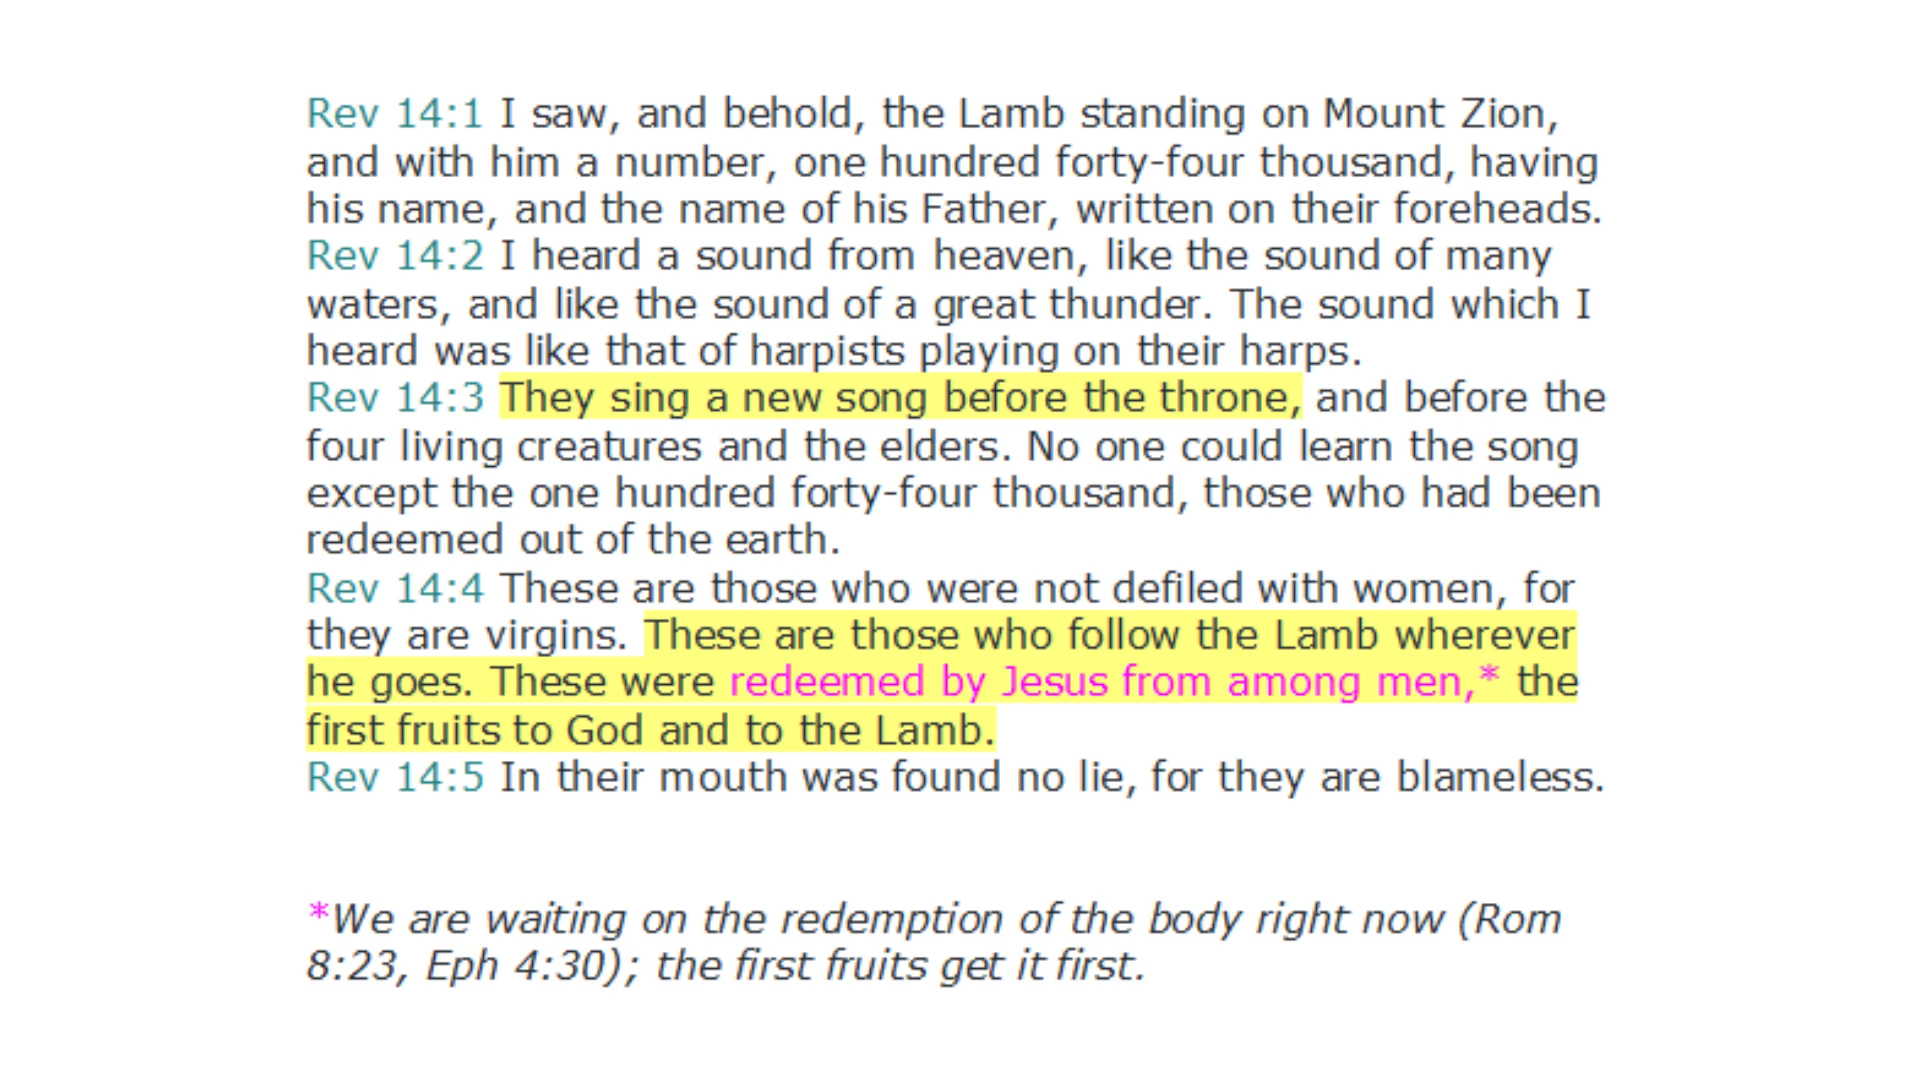 Rev 14:1 I saw, and behold, the Lamb standing on Mount Zion,
and with him a number, one hundred forty-four thousand, having
his name, and the name of his Father, written on their foreheads.
Rev 14:2 I heard a sound from heaven, like the sound of many
waters, and like the sound of a great thunder. The sound which I
heard was like that of harpists playing on their harps.
Rev 14:3 They sing a new song before the throne, and before the
four living creatures and the elders. No one could learn the song
except the one hundred forty-four thousand, those who had been
redeemed out of the earth.
Rev 14:4 These are those who were not defiled with women, for
they are virgins. These are those who follow the Lamb wherever
he goes. These were redeemed by Jesus from among men,* the
first fruits to God and to the Lamb.
Rev 14:5 In their mouth was found no lie, for they are blameless.
*We are waiting on the redemption of the body right now (Rom
8:23, Eph 4:30); the first fruits get it first.